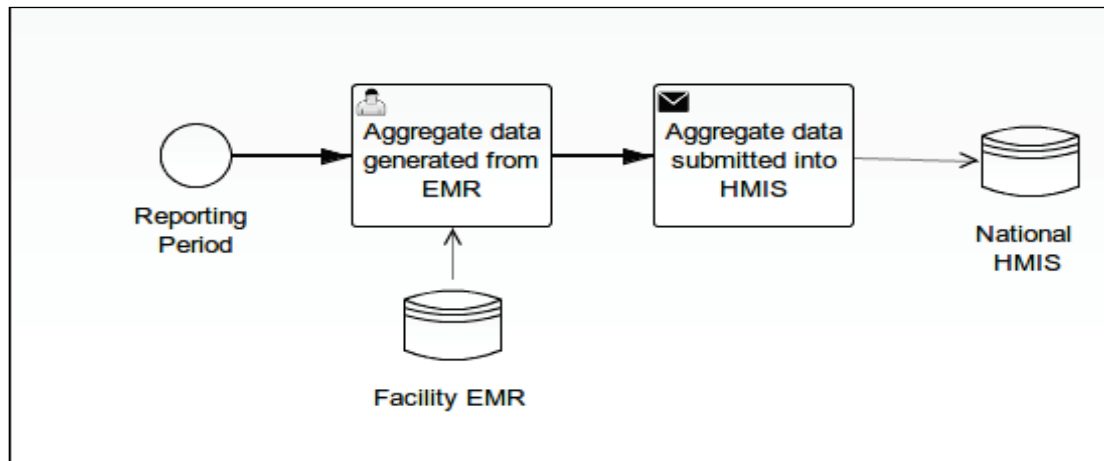 Reporting
Period
Aggregate data
generated from
EMR
Aggregate data
submitted into
HMIS
National
HMIS
Facility EMR